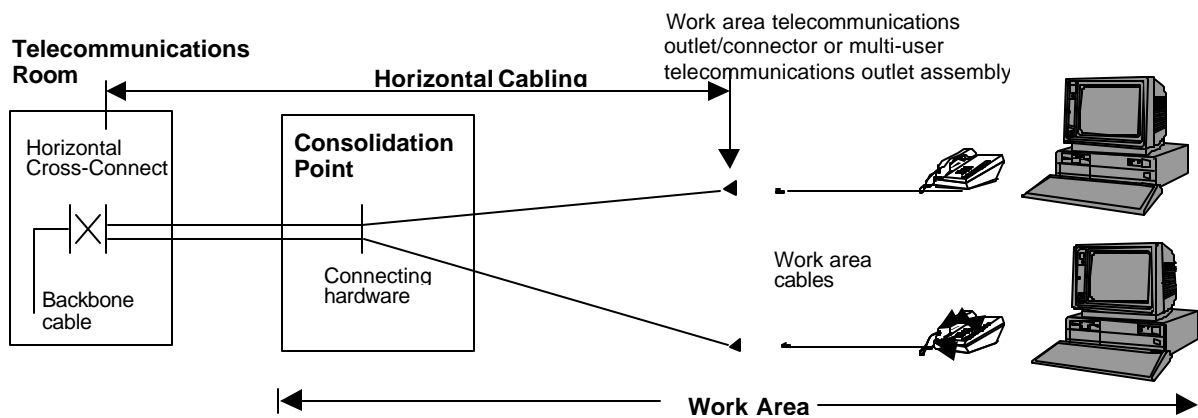 Work area telecommunications
outlet/connector or multi-user
telecommunications outlet assembly
Telecommunications
Room
Horizontal Cabling
Horizontal
Cross-Connect
Consolidation
Point
Connecting
hardware
Backbone
cable
Work area
cables
Work Area